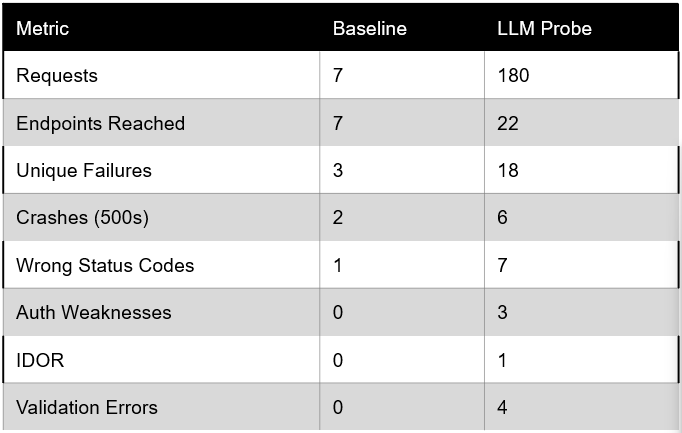 Metric Baseline LLM Probe
Requests 7 180
Endpoints Reached 7 22
Unique Failures 3 18
Crashes (500s) 2 6
Wrong Status Codes 1 7
Auth Weaknesses 0 3
IDOR 0 1
Validation Errors 0 4